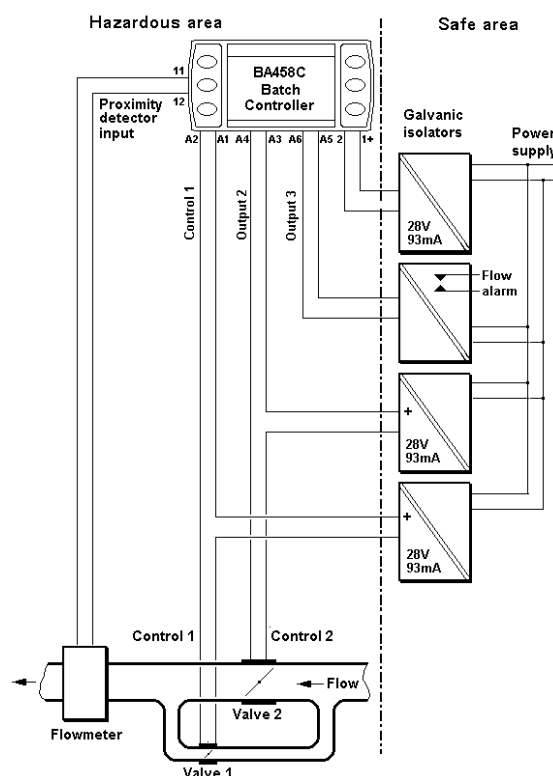 Hazardous area
Safe area
BA458C
Batch
Controller
11
12
Proximity
detector
input
A2
A1
A4
A3
A6
A5
2
1+
Control 1
Output 2
Output 3
Galvanic
isolators
Power
supply
28V
93mA
Flow
alarm
+
28V
93mA
+
28V
93mA
Control 1
Control 2
Flow
Valve 2
Flowmeter
Valve 1